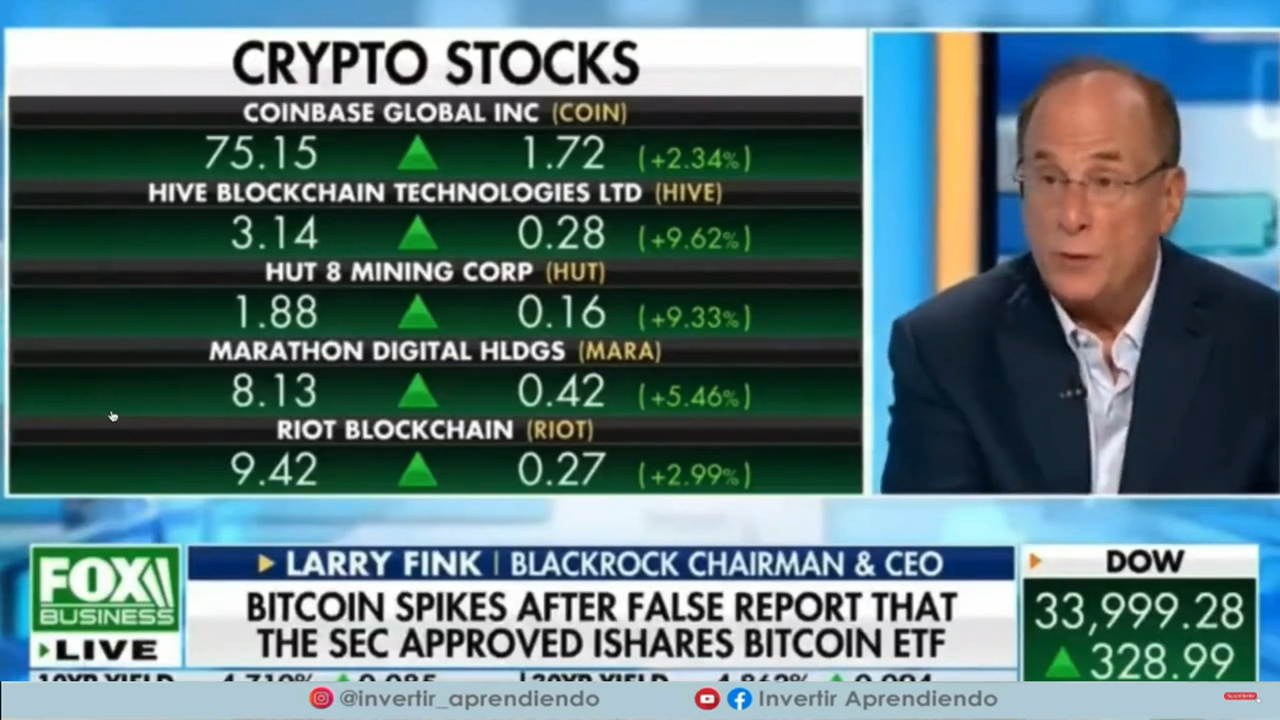 CRYPTO STOCKS
COINBASE GLOBAL INC (COIN)
75.15 ▲ 1.72 (+2.34%)
HIVE BLOCKCHAIN TECHNOLOGIES LTD (HIVE)
3.14 ▲ 0.28 (+9.62%)
HUT 8 MINING CORP (HUT)
1.88 ▲ 0.16 (+9.33%)
MARATHON DIGITAL HLDGS (MARA)
8.13 ▲ 0.42 (+5.46%)
RIOT BLOCKCHAIN (RIOT)
9.42 ▲ 0.27 (+2.99%)
FOX
BUSINESS
LIVE
LARRY FINK | BLACKROCK CHAIRMAN & CEO
BITCOIN SPIKES AFTER FALSE REPORT THAT
THE SEC APPROVED ISHARES BITCOIN ETF
DOW
33,999.28
▲ 328.99
10YR YIELD
@invertir_aprendiendo
Invertir Aprendiendo